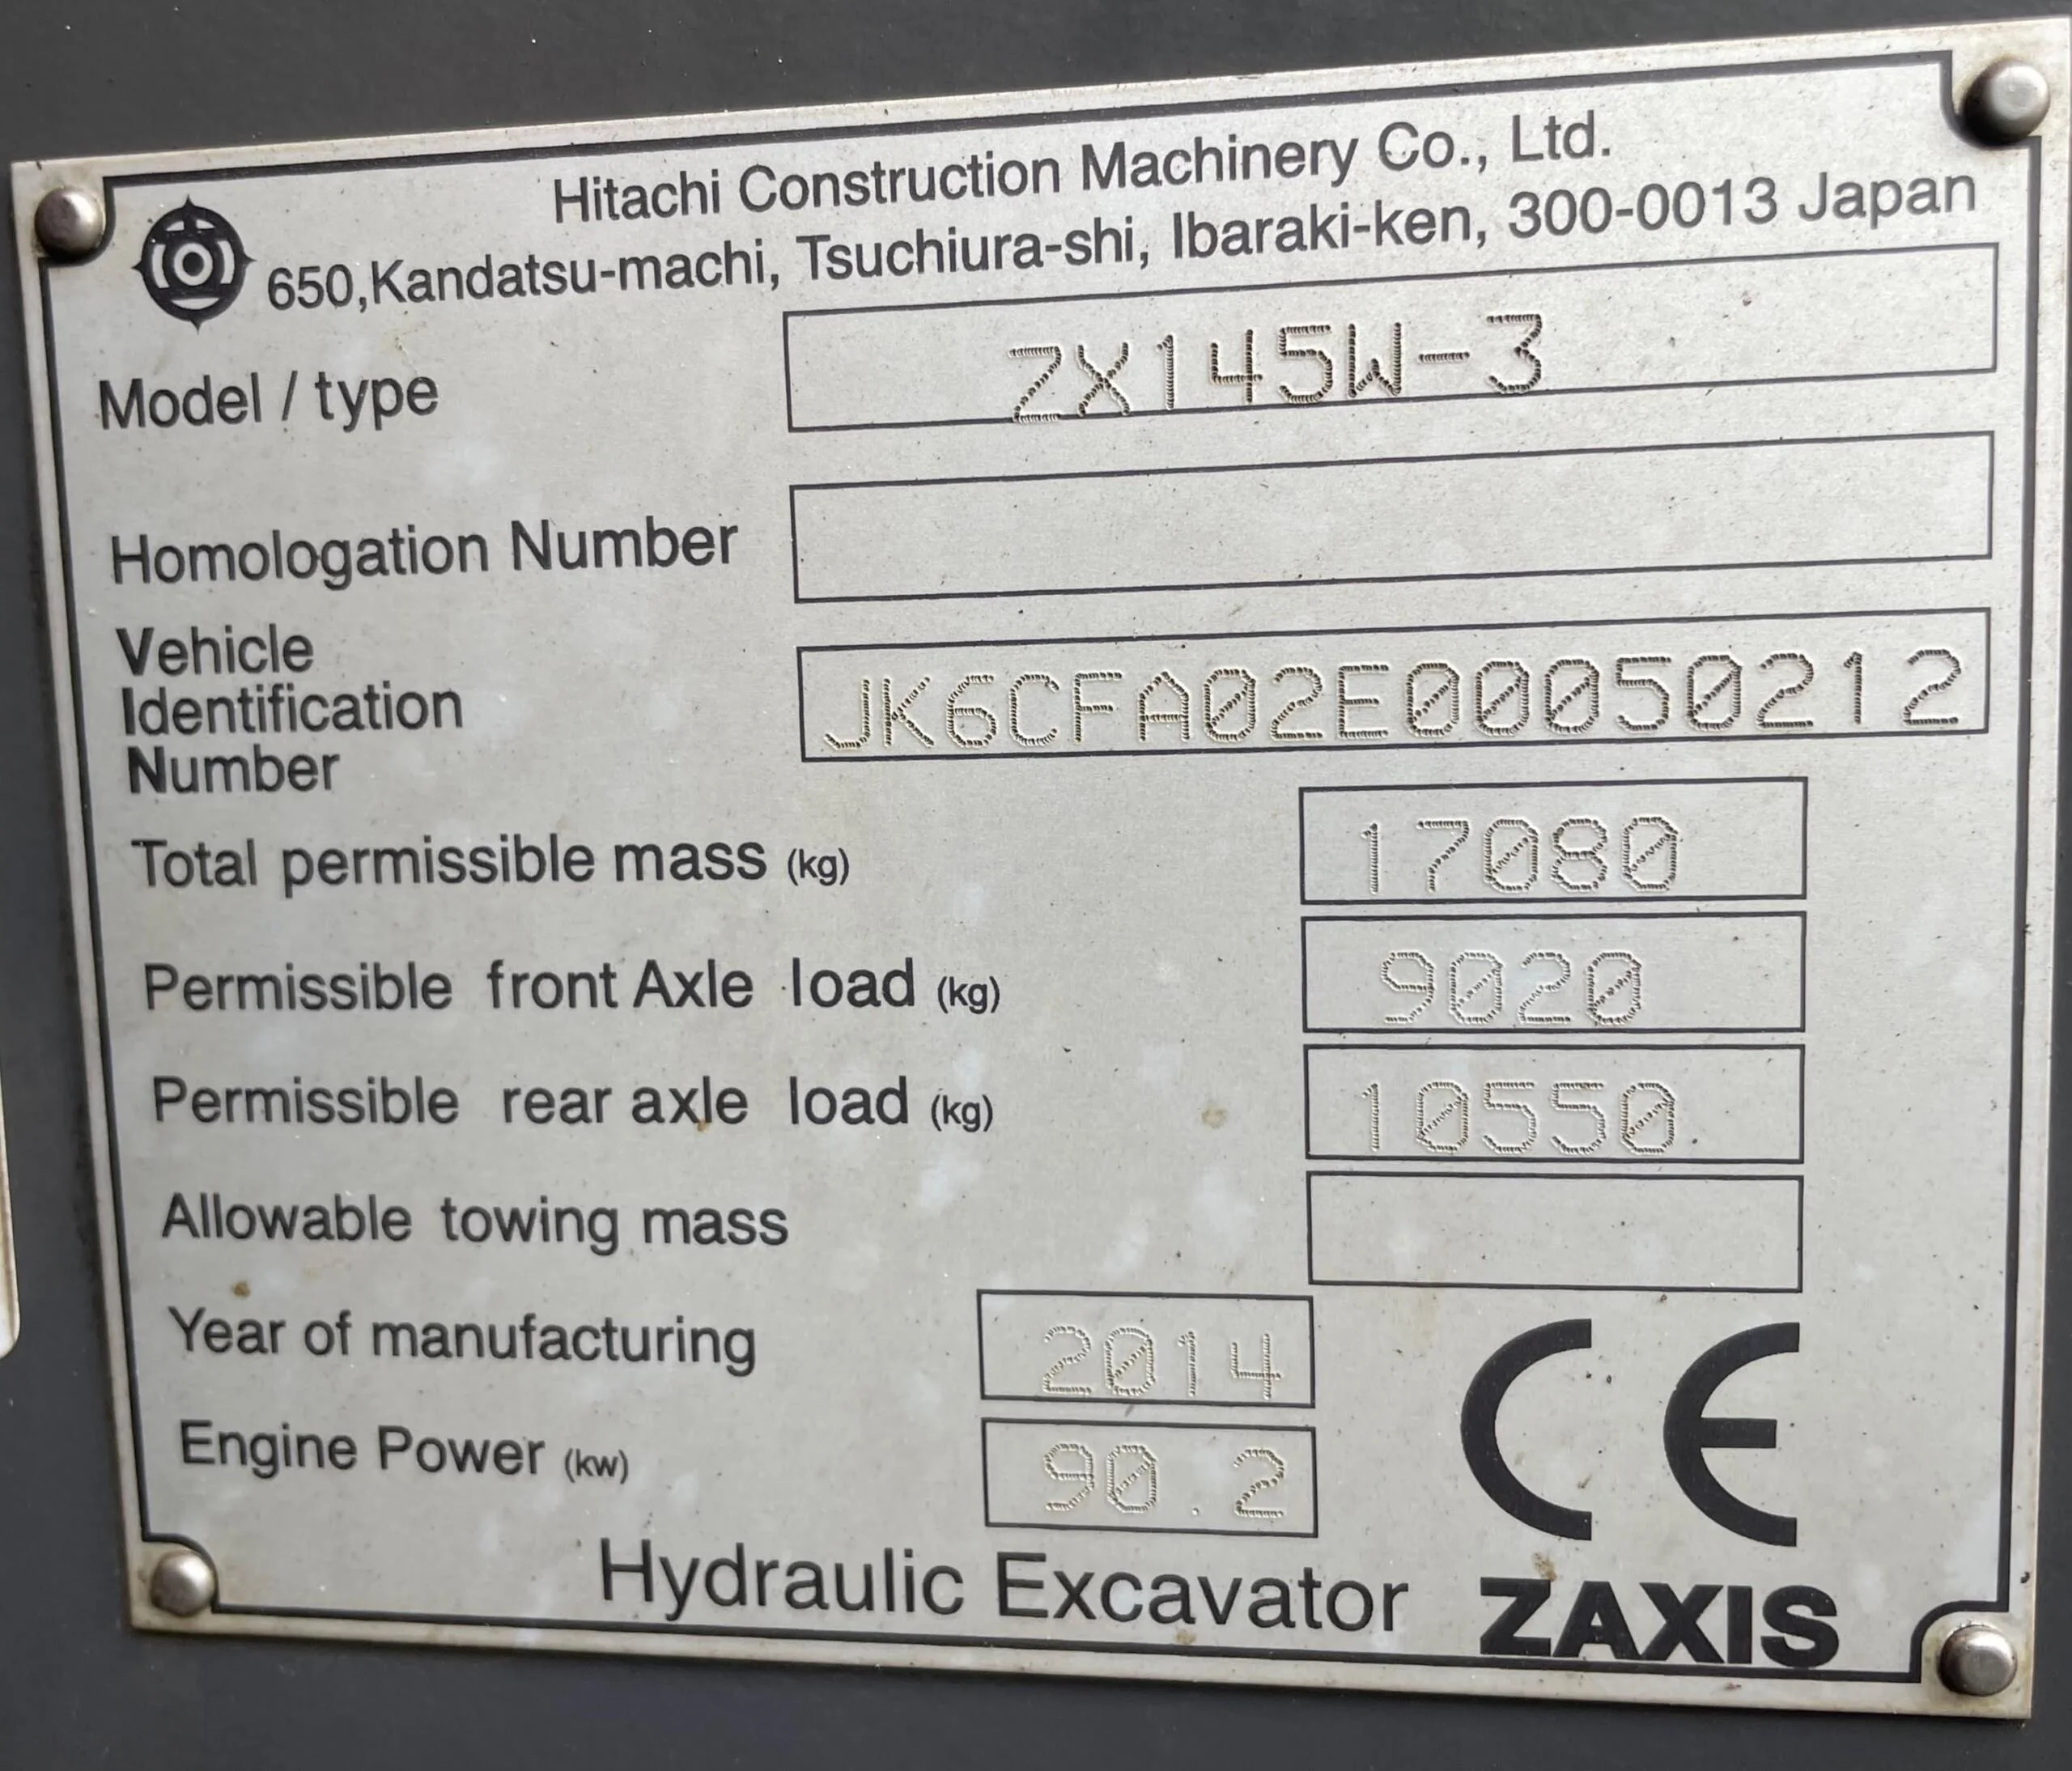 Hitachi Construction Machinery Co., Ltd.
650,Kandatsu-machi, Tsuchiura-shi, Ibaraki-ken, 300-0013 Japan
Model / type ZX145W-3
Homologation Number
Vehicle
Identification
Number
JK6CFA02E00050212
Total permissible mass (kg) 17080
Permissible front Axle load (kg) 9020
Permissible rear axle load (kg) 10550
Allowable towing mass
Year of manufacturing 2014
Engine Power (kw) 90.2
CE
Hydraulic Excavator ZAXIS